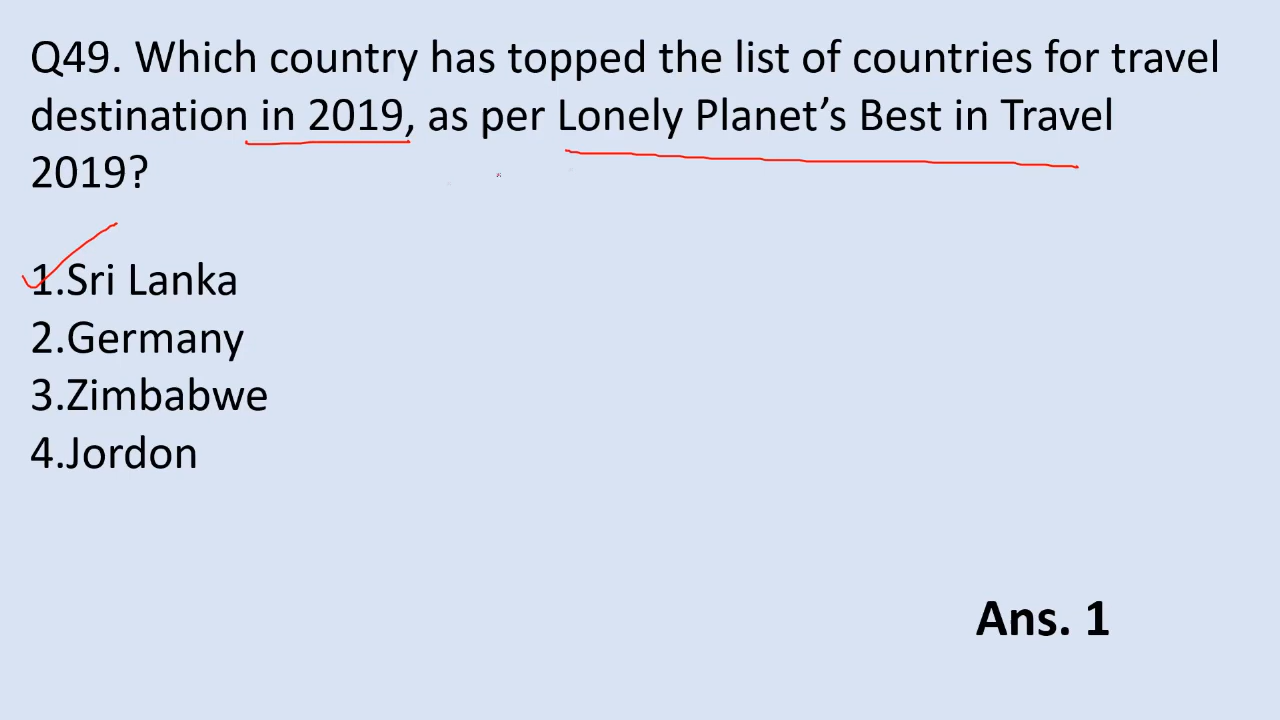 Q49. Which country has topped the list of countries for travel
destination in 2019, as per Lonely Planet’s Best in Travel
2019?
1.Sri Lanka
2.Germany
3.Zimbabwe
4.Jordon
Ans. 1